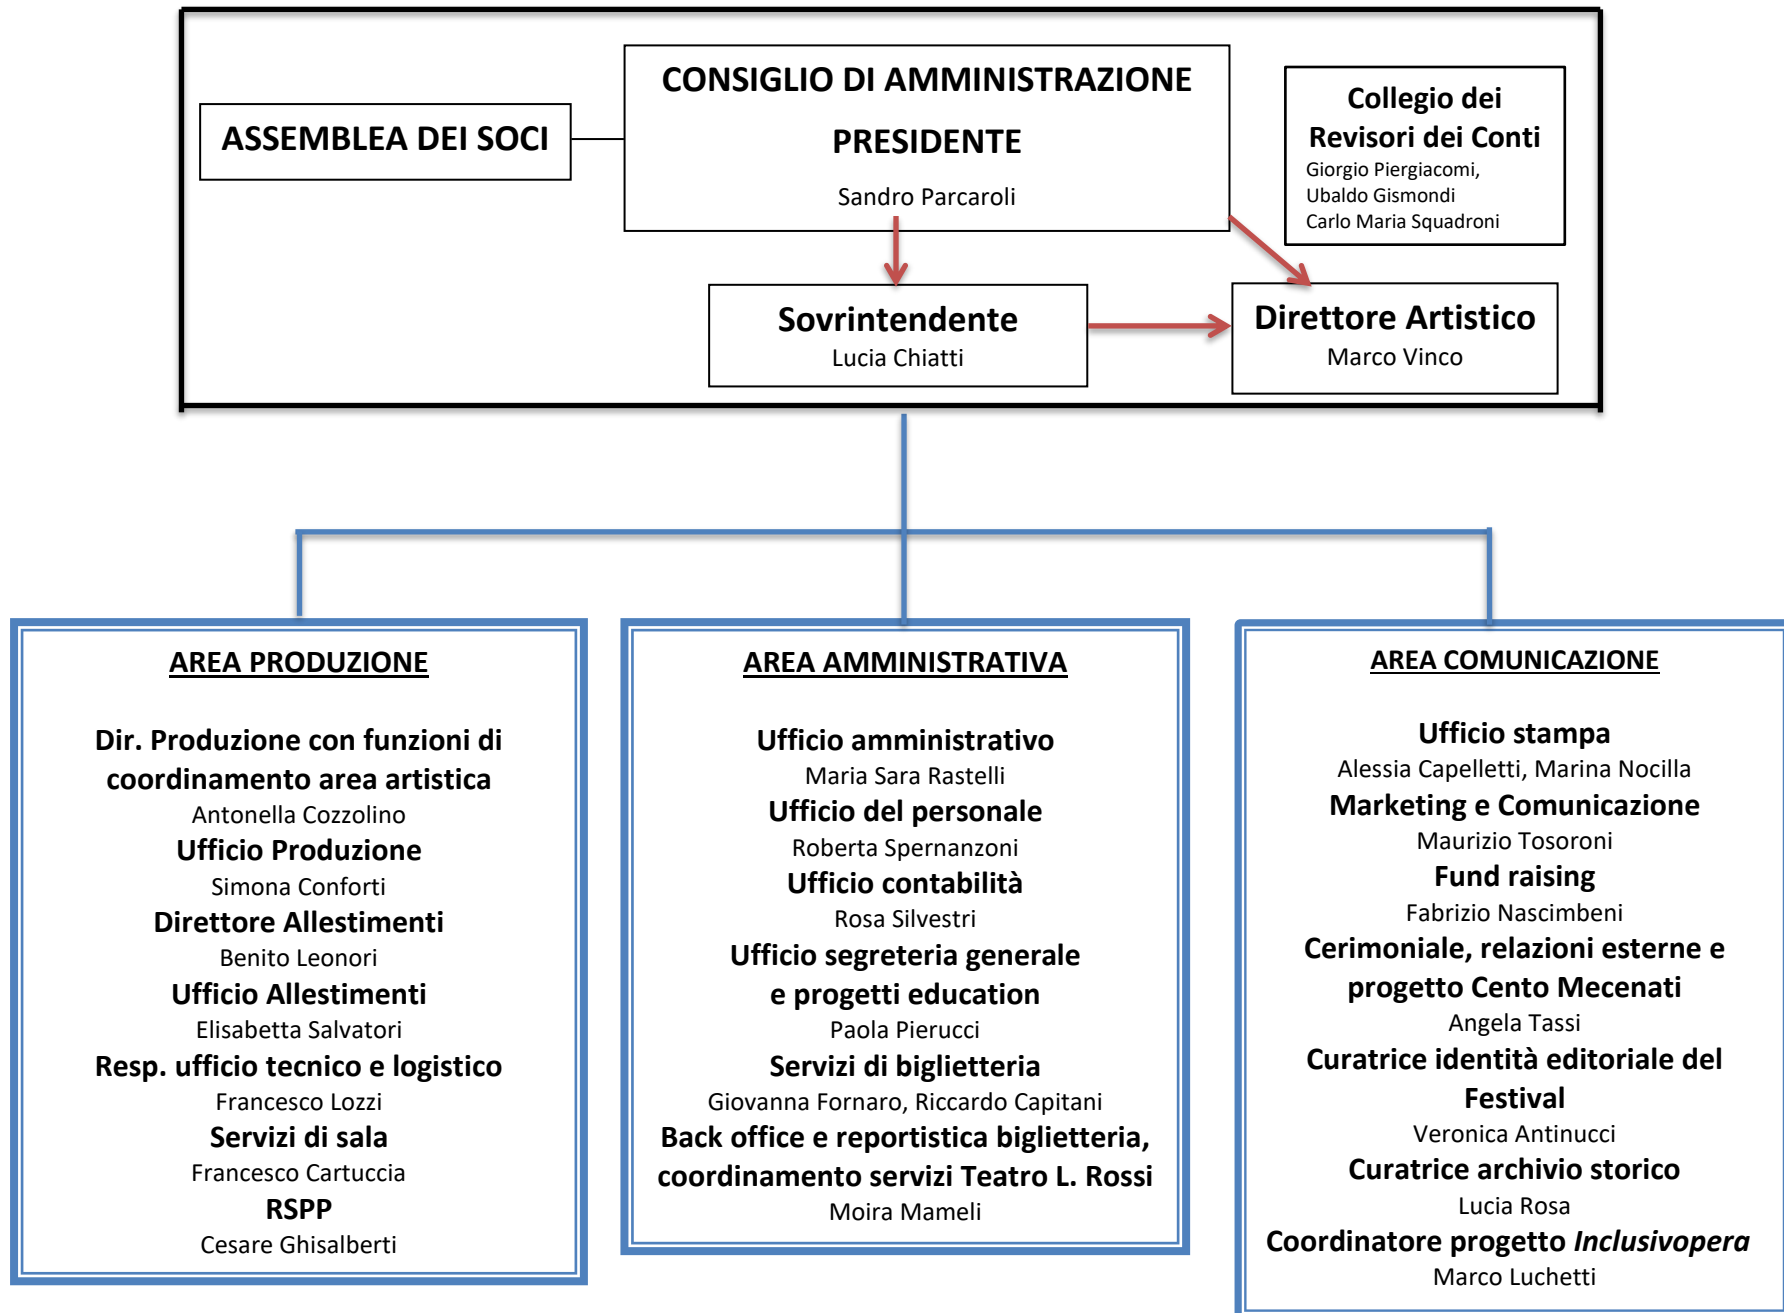 ASSEMBLEA DEI SOCI
CONSIGLIO DI AMMINISTRAZIONE
PRESIDENTE
Sandro Parcaroli
Collegio dei
Revisori dei Conti
Giorgio Piergiacomi,
Ubaldo Gismondi
Carlo Maria Squadroni
Sovrintendente
Lucia Chiatti
Direttore Artistico
Marco Vinco
AREA PRODUZIONE
Dir. Produzione con funzioni di
coordinamento area artistica
Antonella Cozzolino
Ufficio Produzione
Simona Conforti
Direttore Allestimenti
Benito Leonori
Ufficio Allestimenti
Elisabetta Salvatori
Resp. ufficio tecnico e logistico
Francesco Lozzi
Servizi di sala
Francesco Cartuccia
RSPP
Cesare Ghisalberti
AREA AMMINISTRATIVA
Ufficio amministrativo
Maria Sara Rastelli
Ufficio del personale
Roberta Spernanzoni
Ufficio contabilità
Rosa Silvestri
Ufficio segreteria generale
e progetti education
Paola Pierucci
Servizi di biglietteria
Giovanna Fornaro, Riccardo Capitani
Back office e reportistica biglietteria,
coordinamento servizi Teatro L. Rossi
Moira Mameli
AREA COMUNICAZIONE
Ufficio stampa
Alessia Capelletti, Marina Nocilla
Marketing e Comunicazione
Maurizio Tosoroni
Fund raising
Fabrizio Nascimbeni
Cerimoniale, relazioni esterne e
progetto Cento Mecenati
Angela Tassi
Curatrice identità editoriale del
Festival
Veronica Antinucci
Curatrice archivio storico
Lucia Rosa
Coordinatore progetto Inclusivopera
Marco Luchetti